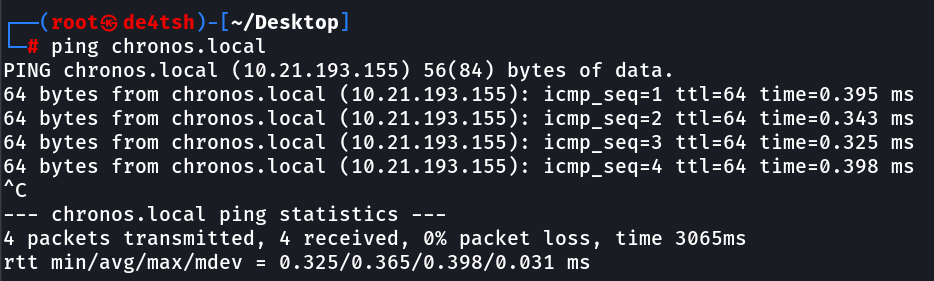 ┌──(root㉿de4tsh)-[~/Desktop]
└─# ping chronos.local
PING chronos.local (10.21.193.155) 56(84) bytes of data.
64 bytes from chronos.local (10.21.193.155): icmp_seq=1 ttl=64 time=0.395 ms
64 bytes from chronos.local (10.21.193.155): icmp_seq=2 ttl=64 time=0.343 ms
64 bytes from chronos.local (10.21.193.155): icmp_seq=3 ttl=64 time=0.325 ms
64 bytes from chronos.local (10.21.193.155): icmp_seq=4 ttl=64 time=0.398 ms
^C
--- chronos.local ping statistics ---
4 packets transmitted, 4 received, 0% packet loss, time 3065ms
rtt min/avg/max/mdev = 0.325/0.365/0.398/0.031 ms